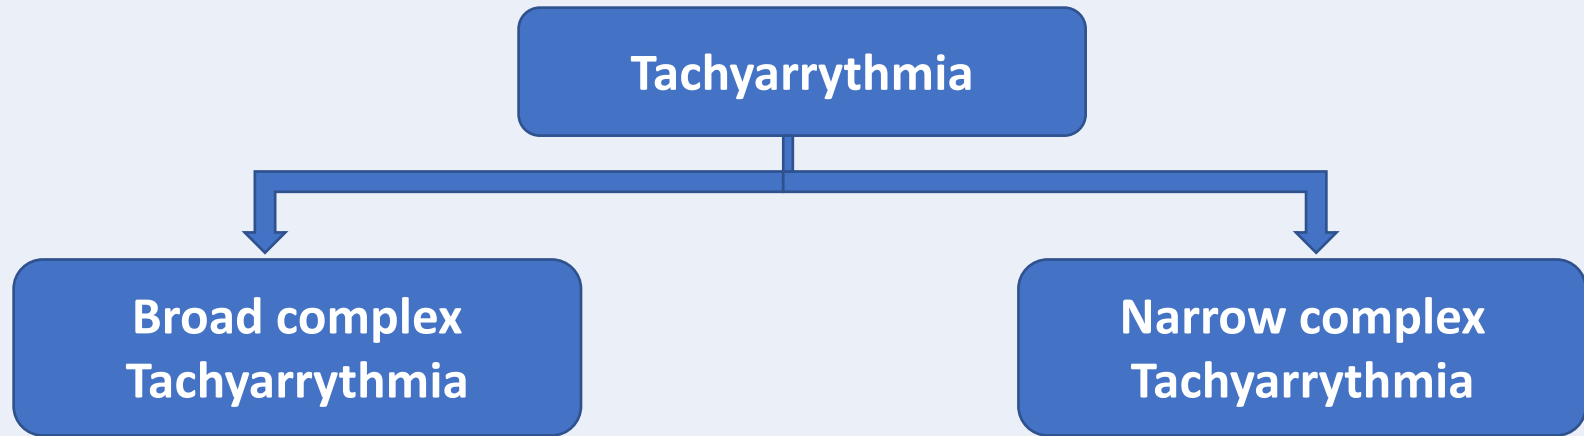 Tachyarrythmia
Broad complex
Tachyarrythmia
Narrow complex
Tachyarrythmia